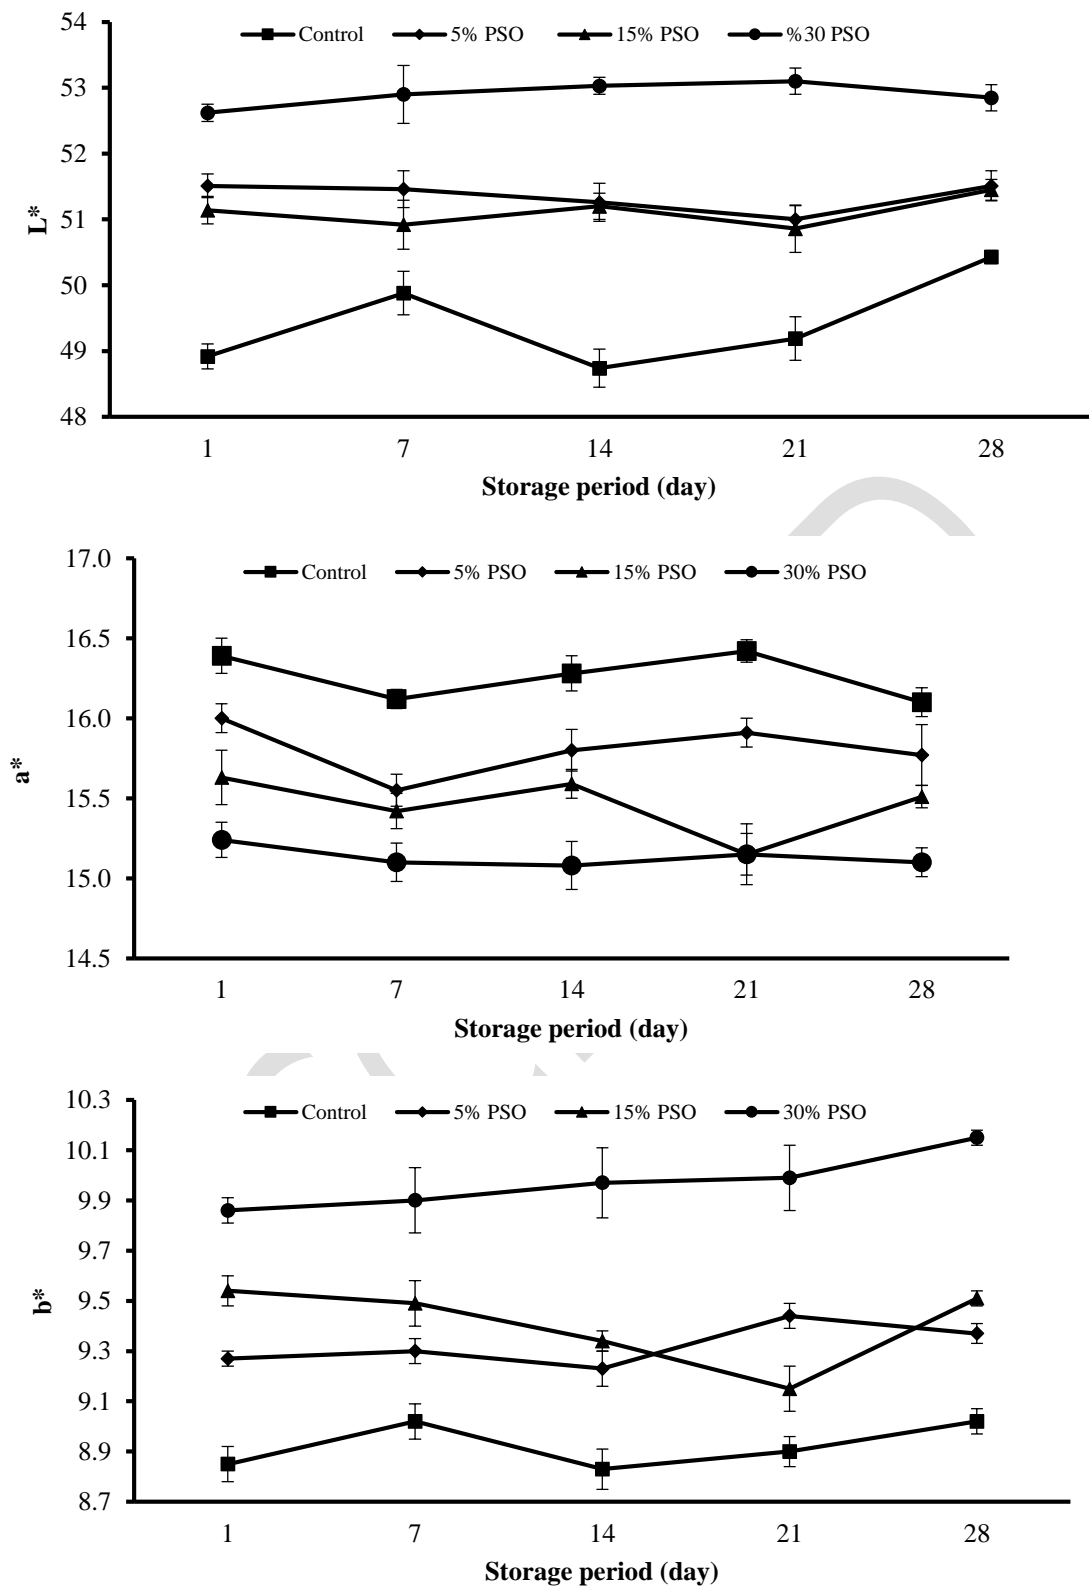 54
Control 5% PSO 15% PSO %30 PSO
53
52
51
50
49
48
L*
1 7 14 21 28
Storage period (day)
17.0
Control 5% PSO 15% PSO 30% PSO
16.5
16.0
15.5
15.0
14.5
a*
1 7 14 21 28
Storage period (day)
10.3
Control 5% PSO 15% PSO 30% PSO
10.1
9.9
9.7
9.5
9.3
9.1
8.9
8.7
b*
1 7 14 21 28
Storage period (day)